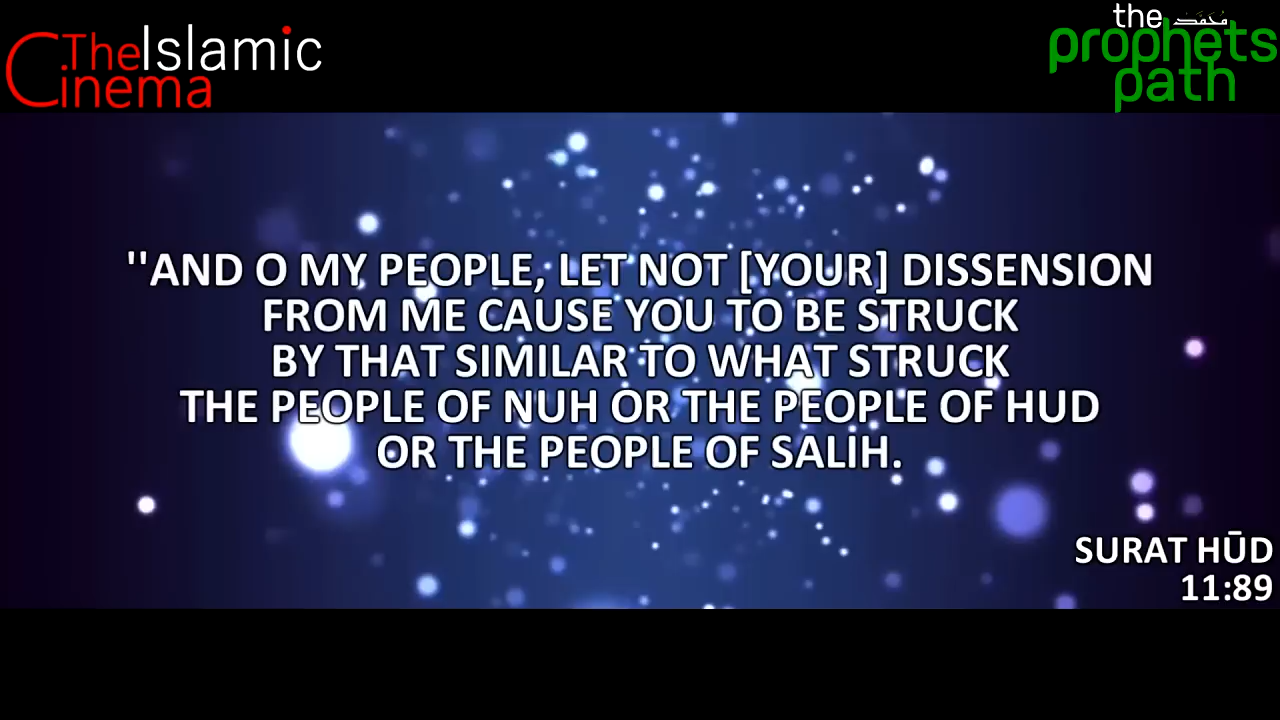 The Islamic
Cinema
the محمد
prophets
path
"AND O MY PEOPLE, LET NOT [YOUR] DISSENSION
FROM ME CAUSE YOU TO BE STRUCK
BY THAT SIMILAR TO WHAT STRUCK
THE PEOPLE OF NUH OR THE PEOPLE OF HUD
OR THE PEOPLE OF SALIH.
SURAT HŪD
11:89